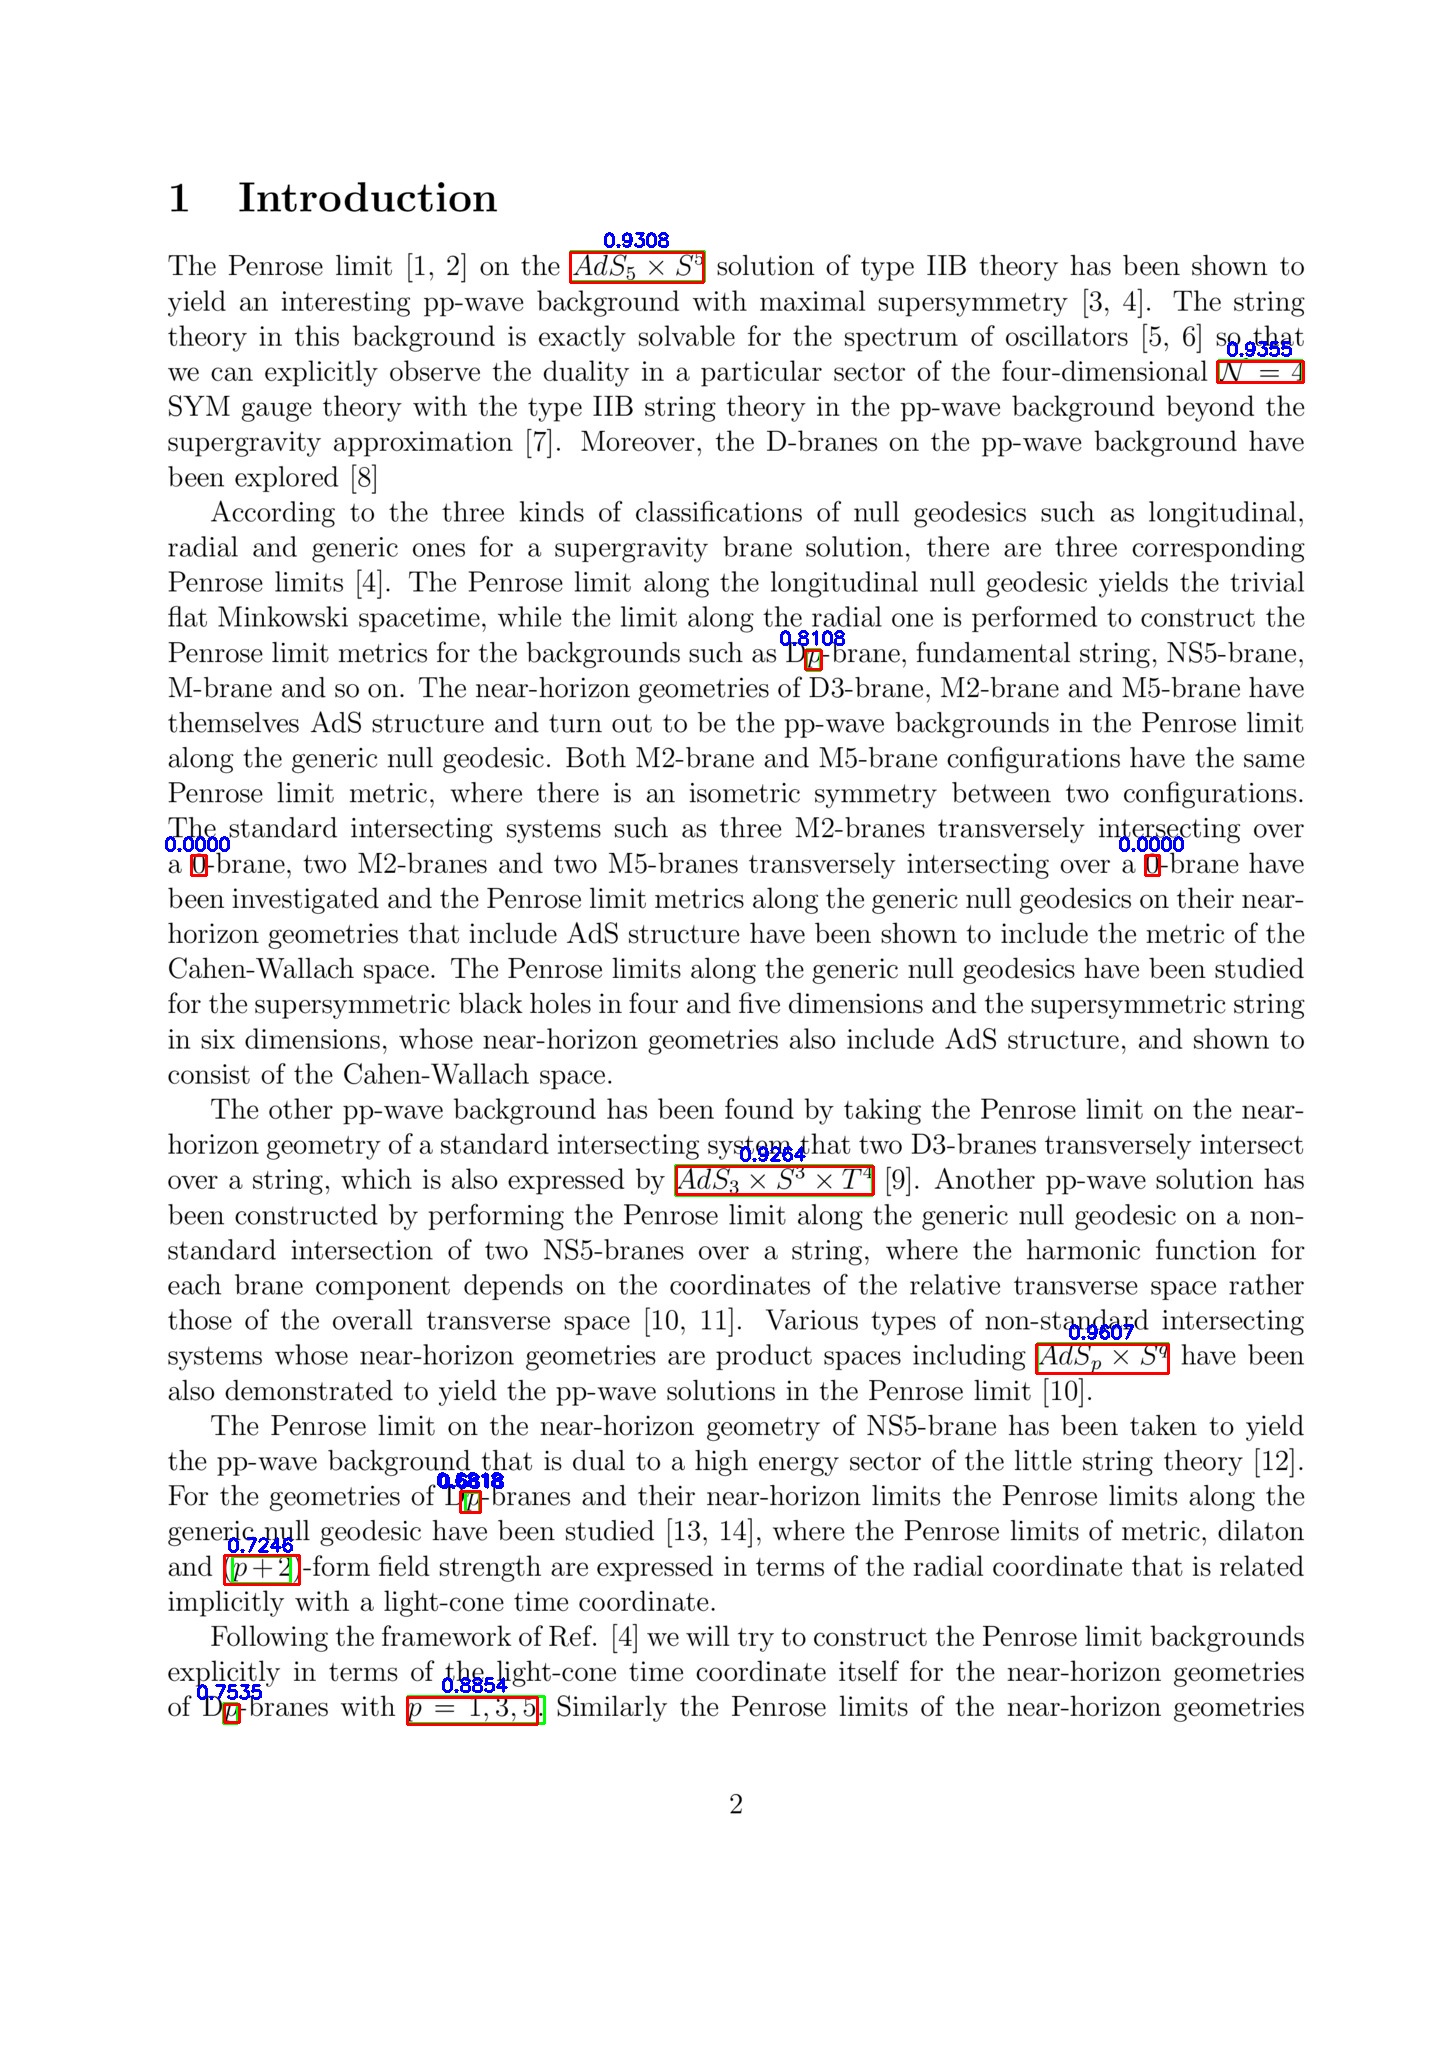 1 Introduction
0.9308
The Penrose limit [1, 2] on the AdS₅ × S⁵ solution of type IIB theory has been shown to
yield an interesting pp-wave background with maximal supersymmetry [3, 4]. The string
theory in this background is exactly solvable for the spectrum of oscillators [5, 6] so that
0.9355
we can explicitly observe the duality in a particular sector of the four-dimensional N = 4
SYM gauge theory with the type IIB string theory in the pp-wave background beyond the
supergravity approximation [7]. Moreover, the D-branes on the pp-wave background have
been explored [8]
According to the three kinds of classifications of null geodesics such as longitudinal,
radial and generic ones for a supergravity brane solution, there are three corresponding
Penrose limits [4]. The Penrose limit along the longitudinal null geodesic yields the trivial
flat Minkowski spacetime, while the limit along the radial one is performed to construct the
0.8108
Penrose limit metrics for the backgrounds such as Dp-brane, fundamental string, NS5-brane,
M-brane and so on. The near-horizon geometries of D3-brane, M2-brane and M5-brane have
themselves AdS structure and turn out to be the pp-wave backgrounds in the Penrose limit
along the generic null geodesic. Both M2-brane and M5-brane configurations have the same
Penrose limit metric, where there is an isometric symmetry between two configurations.
The standard intersecting systems such as three M2-branes transversely intersecting over
0.0000 0.0000
a 0-brane, two M2-branes and two M5-branes transversely intersecting over a 0-brane have
been investigated and the Penrose limit metrics along the generic null geodesics on their near-
horizon geometries that include AdS structure have been shown to include the metric of the
Cahen-Wallach space. The Penrose limits along the generic null geodesics have been studied
for the supersymmetric black holes in four and five dimensions and the supersymmetric string
in six dimensions, whose near-horizon geometries also include AdS structure, and shown to
consist of the Cahen-Wallach space.
The other pp-wave background has been found by taking the Penrose limit on the near-
horizon geometry of a standard intersecting system that two D3-branes transversely intersect
0.9264
over a string, which is also expressed by AdS₃ × S³ × T⁴ [9]. Another pp-wave solution has
been constructed by performing the Penrose limit along the generic null geodesic on a non-
standard intersection of two NS5-branes over a string, where the harmonic function for
each brane component depends on the coordinates of the relative transverse space rather
those of the overall transverse space [10, 11]. Various types of non-standard intersecting
0.9607
systems whose near-horizon geometries are product spaces including AdSₚ × S^q have been
also demonstrated to yield the pp-wave solutions in the Penrose limit [10].
The Penrose limit on the near-horizon geometry of NS5-brane has been taken to yield
the pp-wave background that is dual to a high energy sector of the little string theory [12].
For the geometries of Dp-branes and their near-horizon limits the Penrose limits along the
generic null geodesic have been studied [13, 14], where the Penrose limits of metric, dilaton
0.7246
and (p + 2)-form field strength are expressed in terms of the radial coordinate that is related
implicitly with a light-cone time coordinate.
Following the framework of Ref. [4] we will try to construct the Penrose limit backgrounds
explicitly in terms of the light-cone time coordinate itself for the near-horizon geometries
0.7535 0.8854
of Dp-branes with p = 1, 3, 5. Similarly the Penrose limits of the near-horizon geometries
2